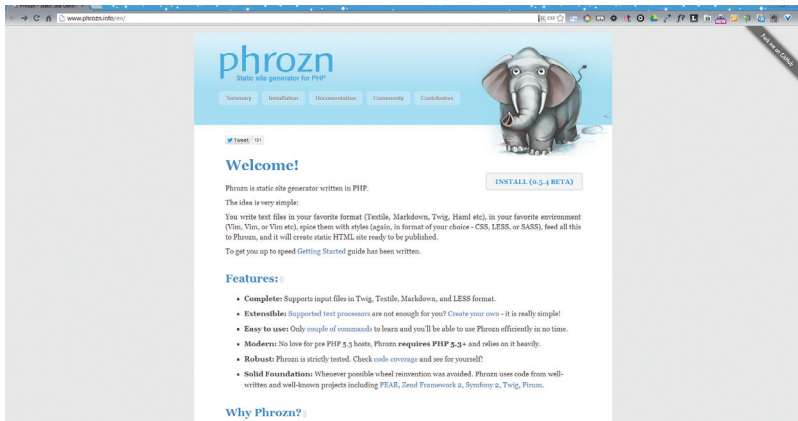 www.phrozn.info/en/
Fork me on GitHub
phrozn
Static site generator for PHP
Summary Installation Documentation Community Contributors
Tweet
Welcome!
INSTALL (0.5.4 BETA)
Phrozn is static site generator written in PHP.
The idea is very simple:
You write text files in your favorite format (Textile, Markdown, Twig, Haml etc), in your favorite environment
(Vim, Vim, or Vim etc), spice them with styles (again, in format of your choice - CSS, LESS, or SASS), feed all this
to Phrozn, and it will create static HTML site ready to be published.
To get you up to speed Getting Started guide has been written.
Features:
• Complete: Supports input files in Twig, Textile, Markdown, and LESS format.
• Extensible: Supported text processors are not enough for you? Create your own - it is really simple!
• Easy to use: Only couple of commands to learn and you'll be able to use Phrozn efficiently in no time.
• Modern: No love for pre PHP 5.3 hosts, Phrozn requires PHP 5.3+ and relies on it heavily.
• Robust: Phrozn is strictly tested. Check code coverage and see for yourself!
• Solid Foundation: Whenever possible wheel reinvention was avoided. Phrozn uses code from well-
written and well-known projects including PEAR, Zend Framework 2, Symfony 2, Twig, Pirum.
Why Phrozn?